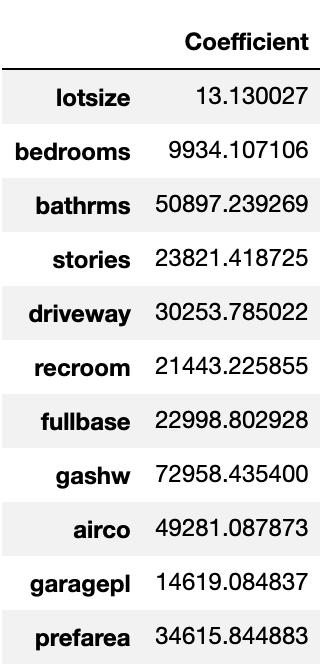 Coefficient
lotsize 13.130027
bedrooms 9934.107106
bathrms 50897.239269
stories 23821.418725
driveway 30253.785022
recroom 21443.225855
fullbase 22998.802928
gashw 72958.435400
airco 49281.087873
garagepl 14619.084837
prefarea 34615.844883